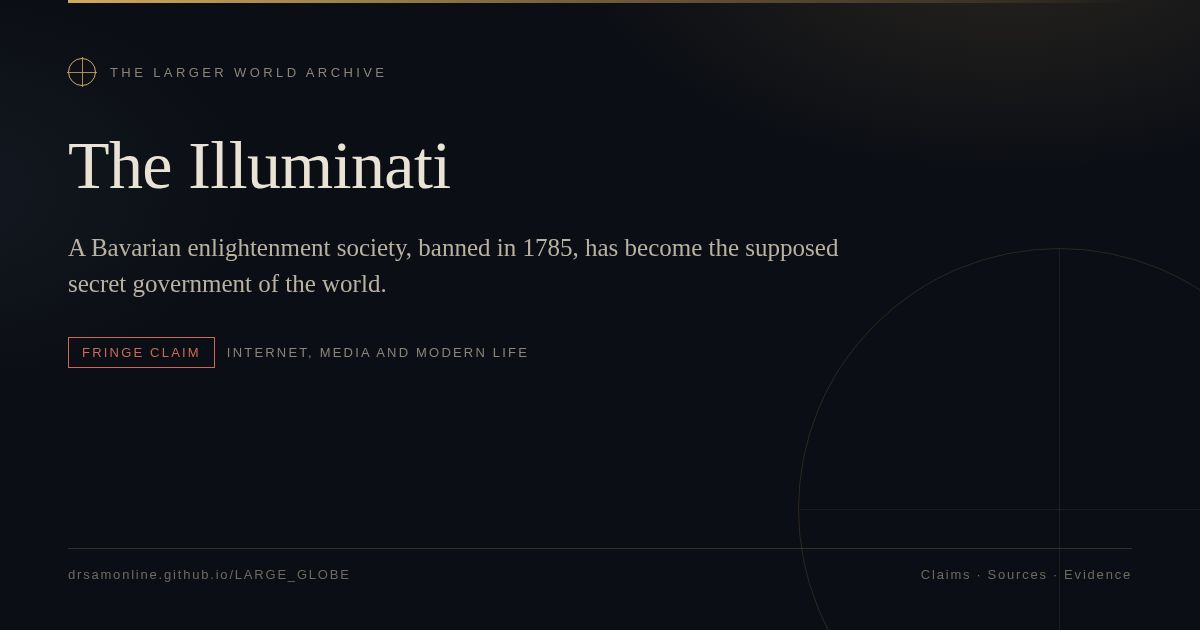 THE LARGER WORLD ARCHIVE
The Illuminati
A Bavarian enlightenment society, banned in 1785, has become the supposed
secret government of the world.
FRINGE CLAIM INTERNET, MEDIA AND MODERN LIFE
drsamonline.github.io/LARGE_GLOBE Claims · Sources · Evidence